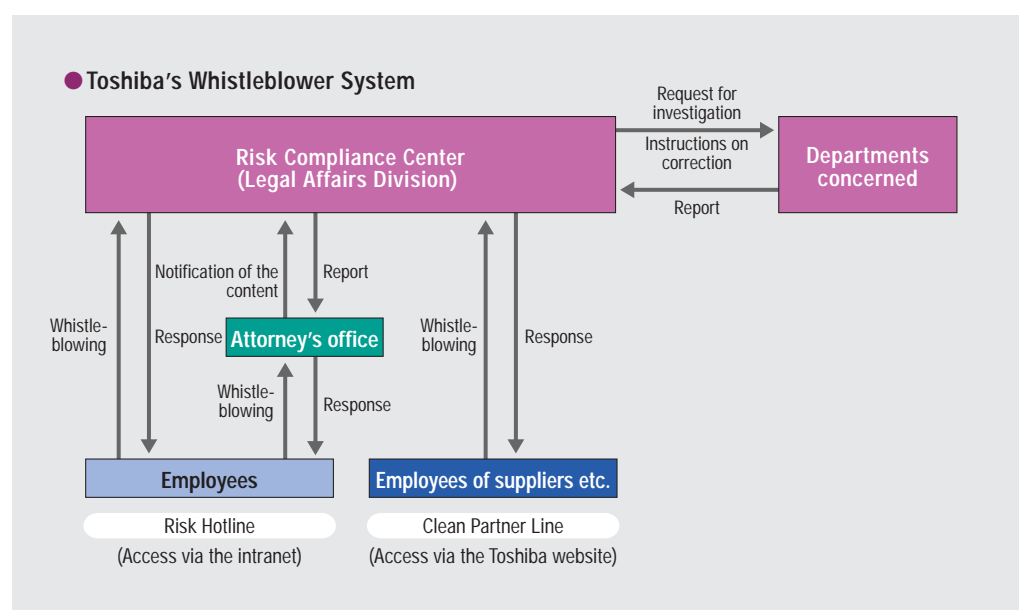 Toshiba's Whistleblower System
Request for
investigation
Risk Compliance Center
(Legal Affairs Division)
Instructions on
correction
Departments
concerned
Report
Notification of the
content
Report
Whistle-
blowing
Response
Attorney's office
Whistle-
blowing
Response
Whistle-
blowing
Response
Employees
Employees of suppliers etc.
Risk Hotline
Clean Partner Line
(Access via the intranet)
(Access via the Toshiba website)